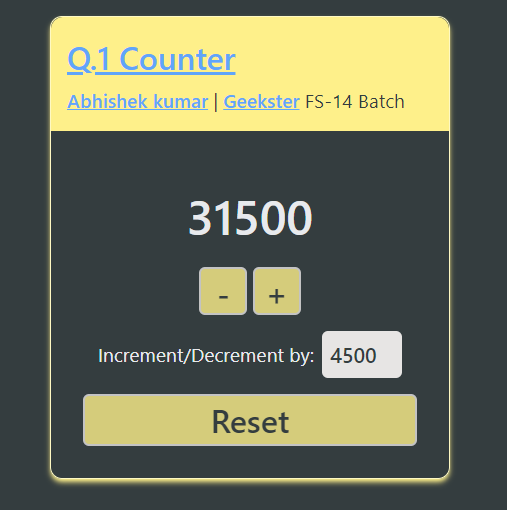 Q.1 Counter
Abhishek kumar | Geekster FS-14 Batch
31500
- +
Increment/Decrement by: 4500
Reset